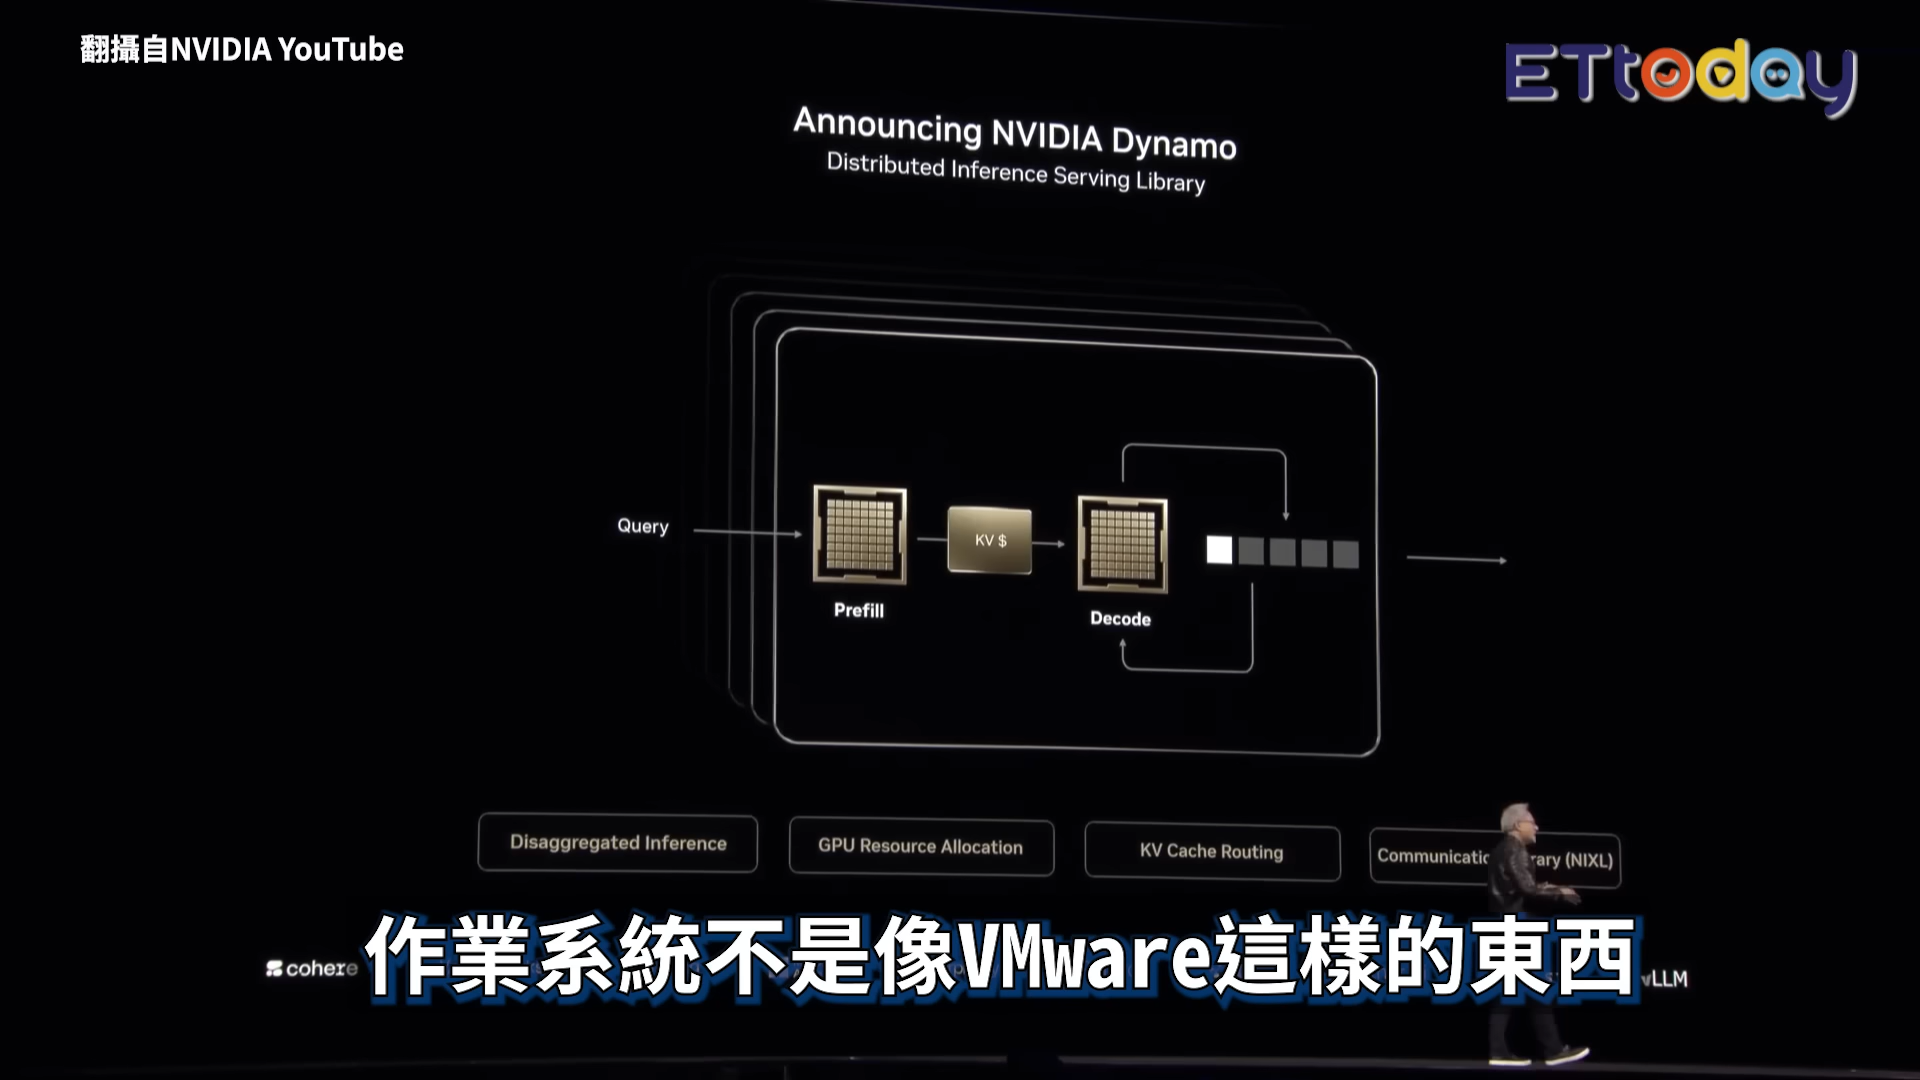 翻攝自NVIDIA YouTube
ETtoday
Announcing NVIDIA Dynamo
Distributed Inference Serving Library
Query
KV $
Prefill
Decode
Disaggregated Inference
GPU Resource Allocation
KV Cache Routing
(NIXL)
cohere
vLLM
作業系統不是像VMware這樣的東西